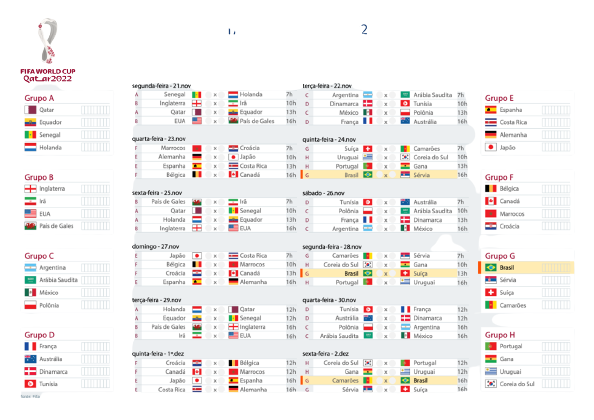 FIFA WORLD CUP
Qatar2022
Grupo A
Qatar
Equador
Senegal
Holanda
Grupo B
Inglaterra
Irã
EUA
País de Gales
Grupo C
Argentina
Arábia Saudita
México
Polônia
Grupo D
França
Austrália
Dinamarca
Tunísia
segunda-feira - 21.nov
A Senegal x Holanda 7h
B Inglaterra x Irã 10h
A Qatar x Equador 13h
B EUA x País de Gales 16h
quarta-feira - 23.nov
F Marrocos x Croácia 7h
E Alemanha x Japão 10h
E Espanha x Costa Rica 13h
F Bélgica x Canadá 16h
sexta-feira - 25.nov
B País de Gales x Irã 7h
A Qatar x Senegal 10h
A Holanda x Equador 13h
B Inglaterra x EUA 16h
domingo - 27.nov
E Japão x Costa Rica 7h
F Bélgica x Marrocos 10h
F Croácia x Canadá 13h
E Espanha x Alemanha 16h
terça-feira - 29.nov
A Holanda x Qatar 12h
A Equador x Senegal 12h
B País de Gales x Inglaterra 16h
B Irã x EUA 16h
quinta-feira - 1º.dez
F Croácia x Bélgica 12h
F Canadá x Marrocos 12h
E Japão x Espanha 16h
E Costa Rica x Alemanha 16h
terça-feira - 22.nov
C Argentina x Arábia Saudita 7h
D Dinamarca x Tunísia 10h
C México x Polônia 13h
D França x Austrália 16h
quinta-feira - 24.nov
G Suíça x Camarões 7h
H Uruguai x Coreia do Sul 10h
H Portugal x Gana 13h
G Brasil x Sérvia 16h
sábado - 26.nov
D Tunísia x Austrália 7h
C Polônia x Arábia Saudita 10h
D França x Dinamarca 13h
C Argentina x México 16h
segunda-feira - 28.nov
G Camarões x Sérvia 7h
H Coreia do Sul x Gana 10h
G Brasil x Suíça 13h
H Portugal x Uruguai 16h
quarta-feira - 30.nov
D Tunísia x França 12h
D Austrália x Dinamarca 12h
C Polônia x Argentina 16h
C Arábia Saudita x México 16h
sexta-feira - 2.dez
H Coreia do Sul x Portugal 12h
H Gana x Uruguai 12h
G Camarões x Brasil 16h
G Sérvia x Suíça 16h
Grupo E
Espanha
Costa Rica
Alemanha
Japão
Grupo F
Bélgica
Canadá
Marrocos
Croácia
Grupo G
Brasil
Sérvia
Suíça
Camarões
Grupo H
Portugal
Gana
Uruguai
Coreia do Sul
2
Fonte: Fifa